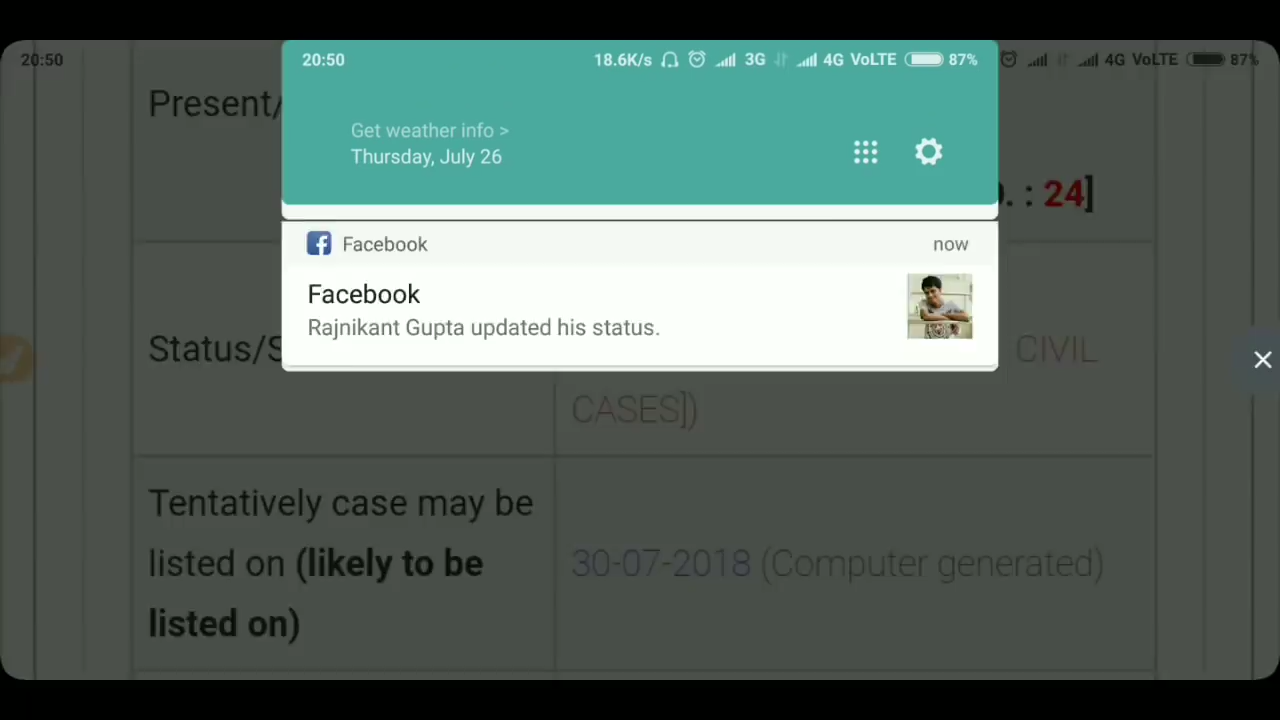 20:50
20:50 18.6K/s 3G 4G VoLTE 87%
4G VoLTE 87%
Get weather info >
Thursday, July 26
Present/
. : 24]
Facebook now
Facebook
Rajnikant Gupta updated his status.
Status/S CIVIL
CASES])
Tentatively case may be
listed on (likely to be
listed on)
30-07-2018 (Computer generated)